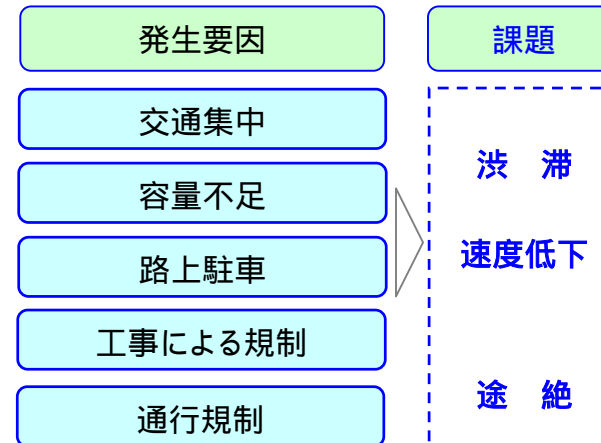 発生要因
課題
交通集中
容量不足
路上駐車
工事による規制
通行規制
渋 滞
速度低下
途 絶